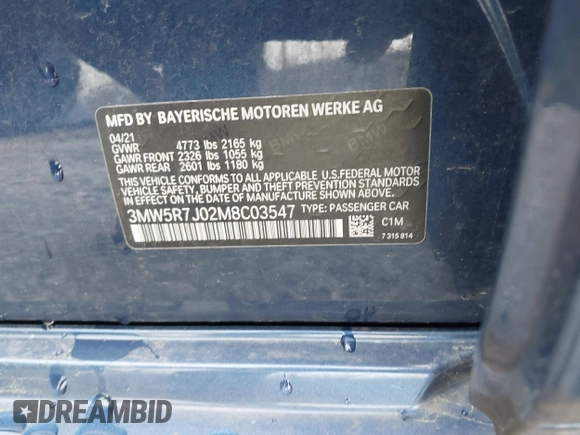 MFD BY BAYERISCHE MOTOREN WERKE AG
04/21
GVWR 4773 lbs 2165 kg
GAWR FRONT 2326 lbs 1055 kg
GAWR REAR 2601 lbs 1180 kg
THIS VEHICLE CONFORMS TO ALL APPLICABLE U.S.FEDERAL MOTOR
VEHICLE SAFETY, BUMPER, AND THEFT PREVENTION STANDARDS
IN EFFECT ON THE DATE OF MANUFACTURE SHOWN ABOVE.
3MW5R7J02M8C03547 TYPE: PASSENGER CAR
C1M
7 315 814
DREAMBID